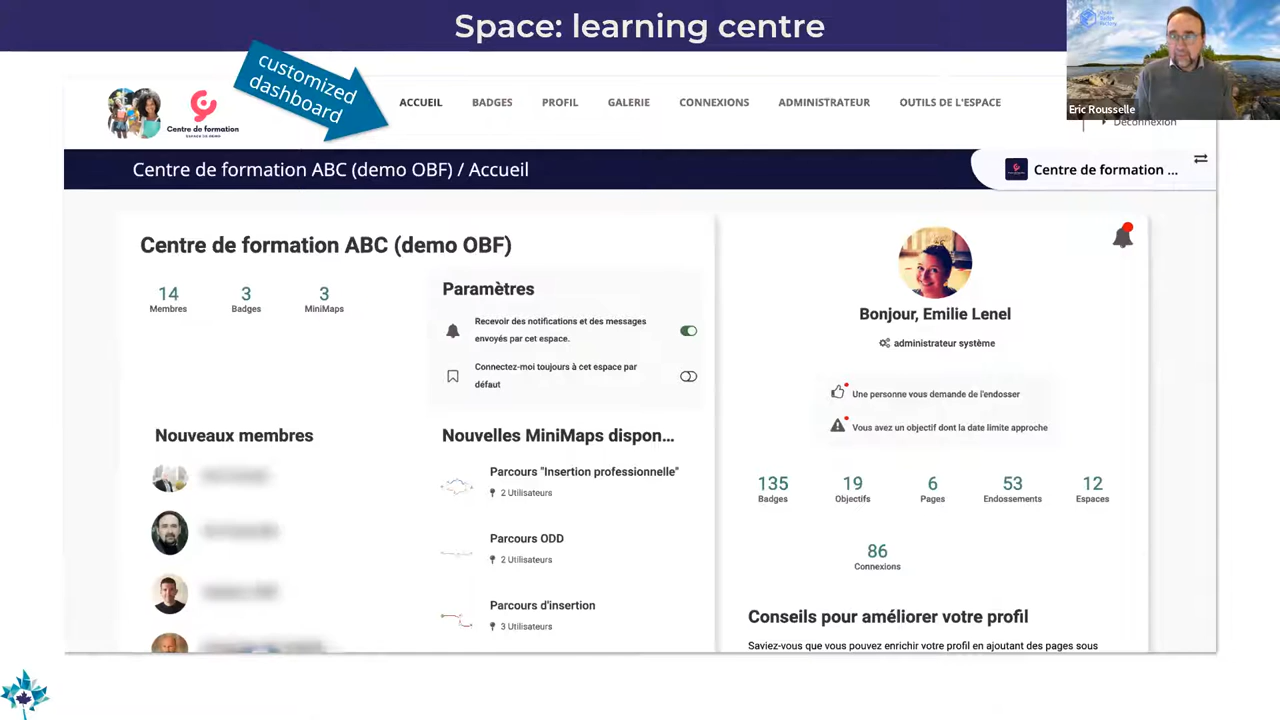 Space: learning centre
Eric Rousselle
customized
dashboard
Centre de formation
ACCUEIL
BADGES
PROFIL
GALERIE
CONNEXIONS
ADMINISTRATEUR
OUTILS DE L'ESPACE
Déconnexion
Centre de formation ABC (demo OBF) / Accueil
Centre de formation ...
Centre de formation ABC (demo OBF)
14
Membres
3
Badges
3
MiniMaps
Paramètres
Recevoir des notifications et des messages
envoyés par cet espace.
Connectez-moi toujours à cet espace par
défaut
Nouveaux membres
Nouvelles MiniMaps dispon...
Parcours "Insertion professionnelle"
2 Utilisateurs
Parcours ODD
2 Utilisateurs
Parcours d'insertion
3 Utilisateurs
Bonjour, Emilie Lenel
administrateur système
Une personne vous demande de l'endosser
Vous avez un objectif dont la date limite approche
135
Badges
19
Objectifs
6
Pages
53
Endossements
12
Espaces
86
Connexions
Conseils pour améliorer votre profil
Saviez-vous que vous pouvez enrichir votre profil en ajoutant des pages sous